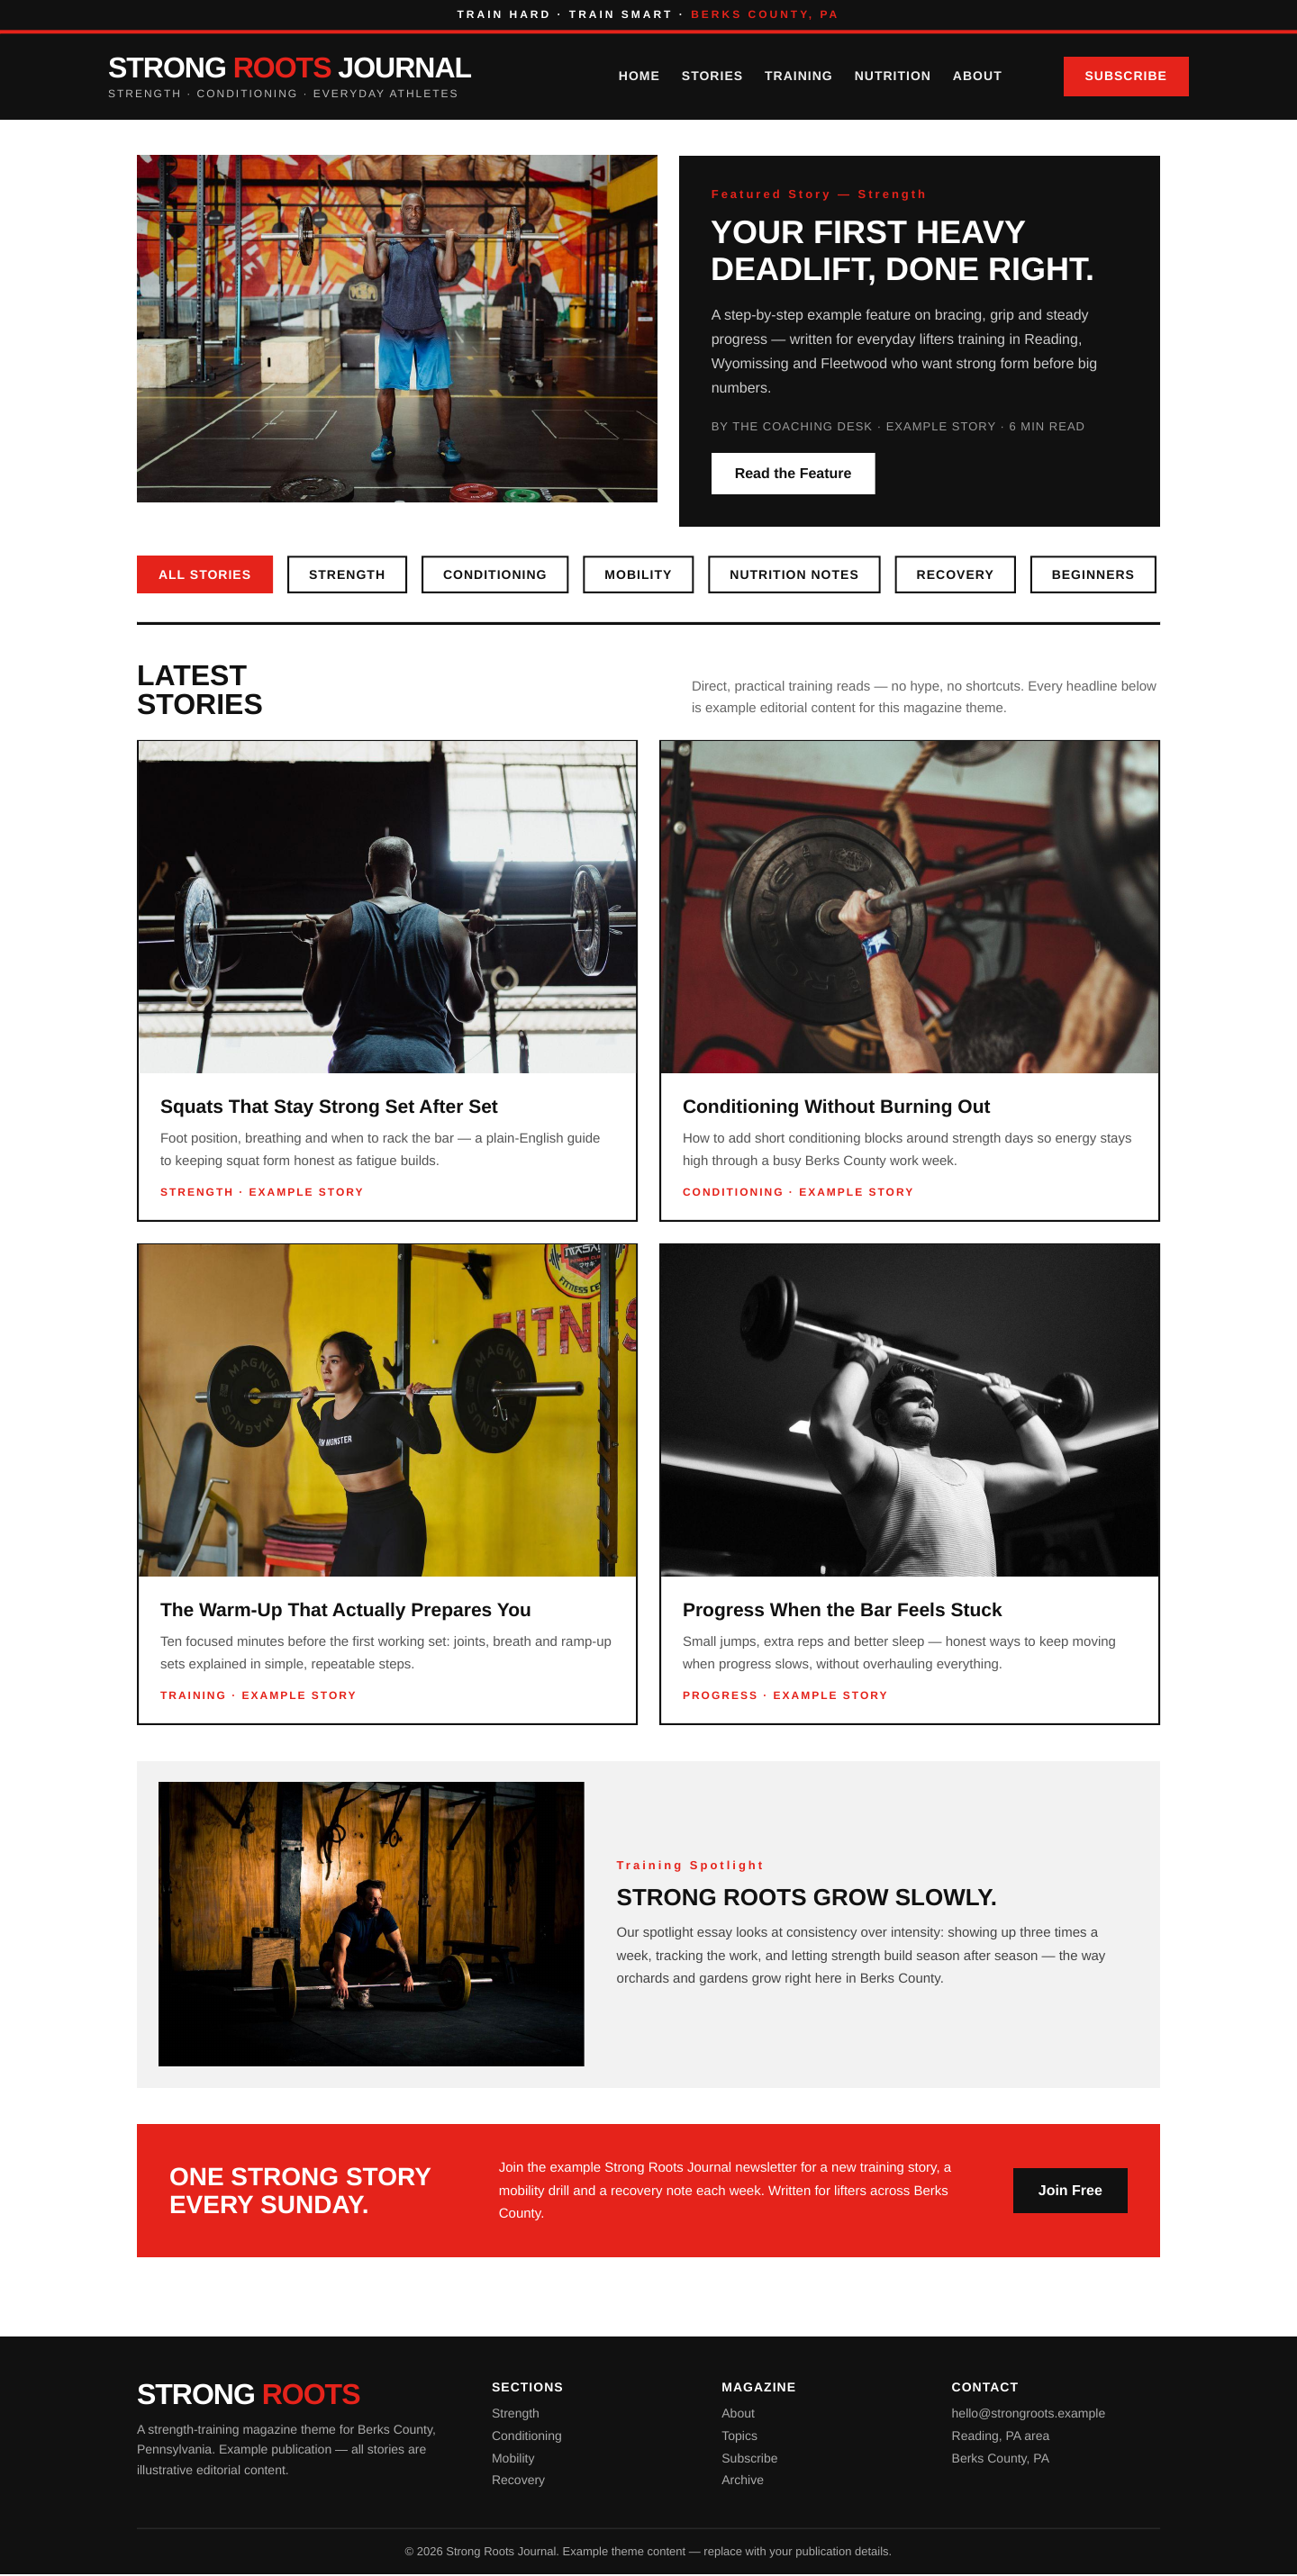 TRAIN HARD · TRAIN SMART · BERKS COUNTY, PA
STRONG ROOTS JOURNAL
STRENGTH · CONDITIONING · EVERYDAY ATHLETES
HOME STORIES TRAINING NUTRITION ABOUT
SUBSCRIBE
Featured Story — Strength
YOUR FIRST HEAVY
DEADLIFT, DONE RIGHT.
A step-by-step example feature on bracing, grip and steady
progress — written for everyday lifters training in Reading,
Wyomissing and Fleetwood who want strong form before big
numbers.
BY THE COACHING DESK · EXAMPLE STORY · 6 MIN READ
Read the Feature
ALL STORIES STRENGTH CONDITIONING MOBILITY NUTRITION NOTES RECOVERY BEGINNERS
LATEST
STORIES
Direct, practical training reads — no hype, no shortcuts. Every headline below
is example editorial content for this magazine theme.
Squats That Stay Strong Set After Set
Foot position, breathing and when to rack the bar — a plain-English guide
to keeping squat form honest as fatigue builds.
STRENGTH · EXAMPLE STORY
Conditioning Without Burning Out
How to add short conditioning blocks around strength days so energy stays
high through a busy Berks County work week.
CONDITIONING · EXAMPLE STORY
FITNESS
MAGNUS
MAGNUS
MAGNUS
MAGNUS
MONSTER
The Warm-Up That Actually Prepares You
Ten focused minutes before the first working set: joints, breath and ramp-up
sets explained in simple, repeatable steps.
TRAINING · EXAMPLE STORY
Progress When the Bar Feels Stuck
Small jumps, extra reps and better sleep — honest ways to keep moving
when progress slows, without overhauling everything.
PROGRESS · EXAMPLE STORY
Training Spotlight
STRONG ROOTS GROW SLOWLY.
Our spotlight essay looks at consistency over intensity: showing up three times a
week, tracking the work, and letting strength build season after season — the way
orchards and gardens grow right here in Berks County.
ONE STRONG STORY
EVERY SUNDAY.
Join the example Strong Roots Journal newsletter for a new training story, a
mobility drill and a recovery note each week. Written for lifters across Berks
County.
Join Free
STRONG ROOTS
A strength-training magazine theme for Berks County,
Pennsylvania. Example publication — all stories are
illustrative editorial content.
SECTIONS
Strength
Conditioning
Mobility
Recovery
MAGAZINE
About
Topics
Subscribe
Archive
CONTACT
hello@strongroots.example
Reading, PA area
Berks County, PA
© 2026 Strong Roots Journal. Example theme content — replace with your publication details.